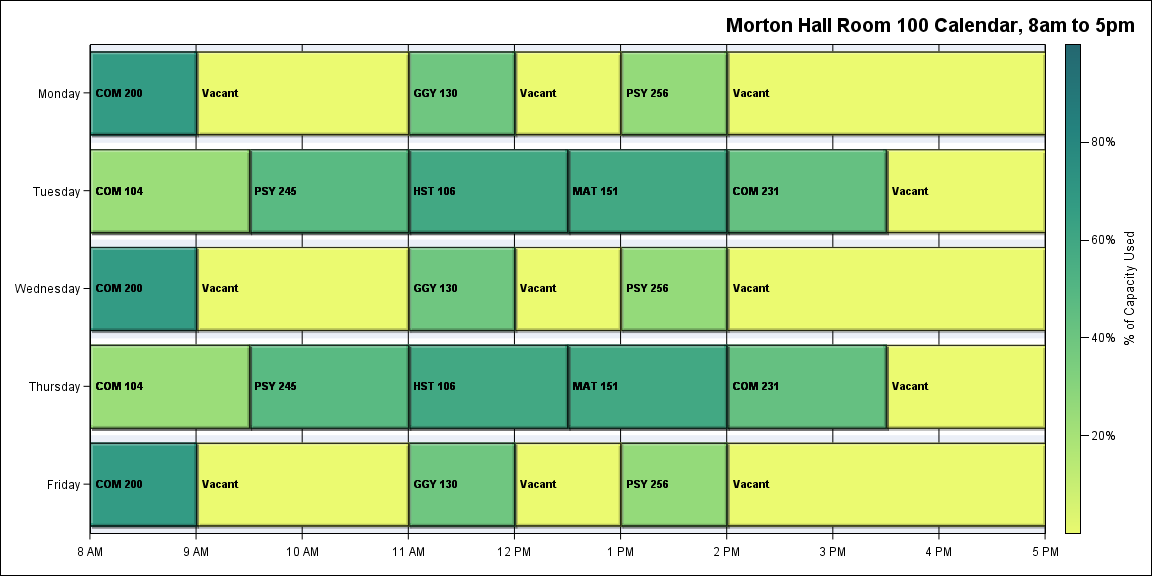 Morton Hall Room 100 Calendar, 8am to 5pm
Monday COM 200 Vacant GGY 130 Vacant PSY 256 Vacant
80%
Tuesday COM 104 PSY 245 HST 106 MAT 151 COM 231 Vacant
60%
% of Capacity Used
Wednesday COM 200 Vacant GGY 130 Vacant PSY 256 Vacant
40%
Thursday COM 104 PSY 245 HST 106 MAT 151 COM 231 Vacant
20%
Friday COM 200 Vacant GGY 130 Vacant PSY 256 Vacant
8 AM 9 AM 10 AM 11 AM 12 PM 1 PM 2 PM 3 PM 4 PM 5 PM